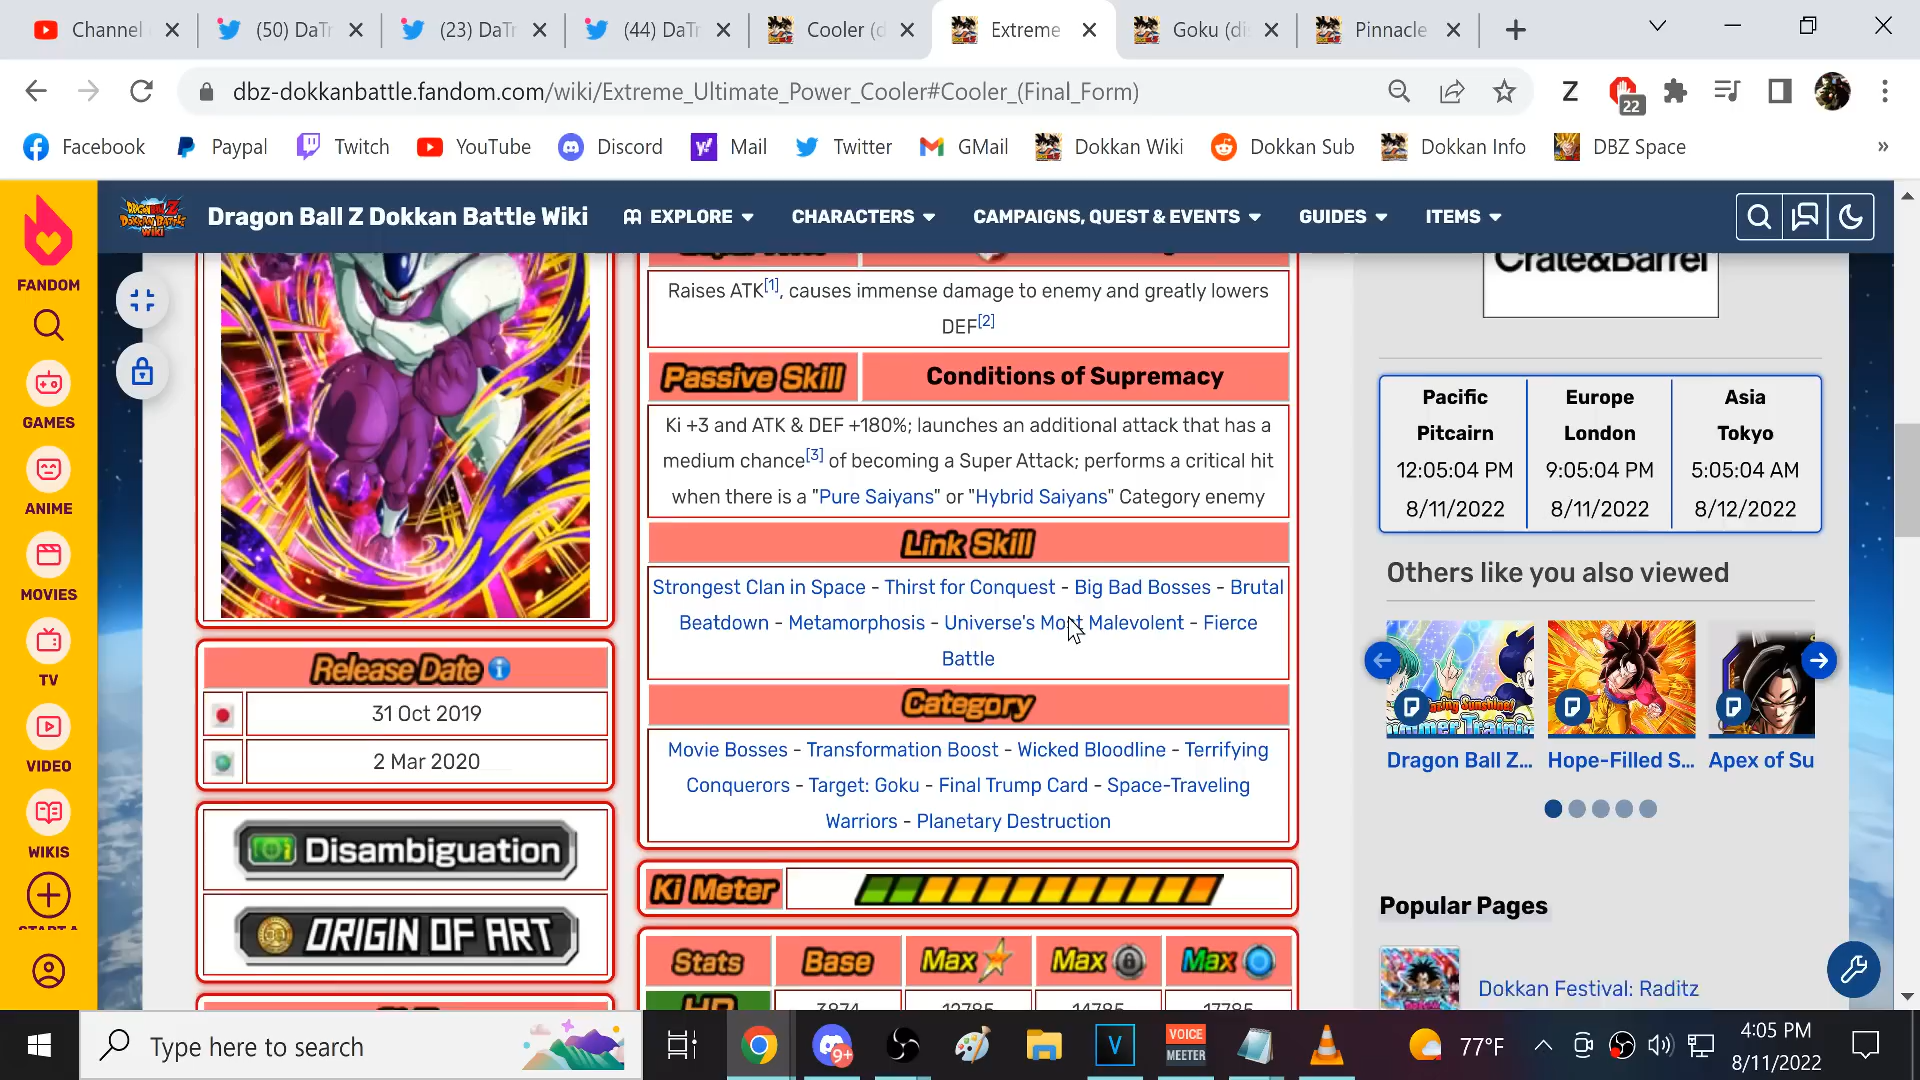 Channel
(50) DaTr
(23) DaTr
(44) DaTr
Cooler (d
Extreme
Goku (di
Pinnacle
dbz-dokkanbattle.fandom.com/wiki/Extreme_Ultimate_Power_Cooler#Cooler_(Final_Form)
Z
22
Facebook
Paypal
Twitch
YouTube
Discord
Mail
Twitter
GMail
Dokkan Wiki
Dokkan Sub
Dokkan Info
DBZ Space
»
Dragon Ball Z Dokkan Battle Wiki
EXPLORE
CHARACTERS
CAMPAIGNS, QUEST & EVENTS
GUIDES
ITEMS
FANDOM
GAMES
ANIME
MOVIES
TV
VIDEO
WIKIS
START A
Raises ATK[1], causes immense damage to enemy and greatly lowers
DEF[2]
Passive Skill
Conditions of Supremacy
Ki +3 and ATK & DEF +180%; launches an additional attack that has a
medium chance[3] of becoming a Super Attack; performs a critical hit
when there is a "Pure Saiyans" or "Hybrid Saiyans" Category enemy
Link Skill
Strongest Clan in Space - Thirst for Conquest - Big Bad Bosses - Brutal
Beatdown - Metamorphosis - Universe's Most Malevolent - Fierce
Battle
Category
Movie Bosses - Transformation Boost - Wicked Bloodline - Terrifying
Conquerors - Target: Goku - Final Trump Card - Space-Traveling
Warriors - Planetary Destruction
Ki Meter
Stats
Base
Max
Max
Max
HP
3874
12785
14785
17785
Release Date
31 Oct 2019
2 Mar 2020
Disambiguation
ORIGIN OF ART
Crate&Barrel
Pacific
Pitcairn
12:05:04 PM
8/11/2022
Europe
London
9:05:04 PM
8/11/2022
Asia
Tokyo
5:05:04 AM
8/12/2022
Others like you also viewed
Dragon Ball Z...
Hope-Filled S...
Apex of Su
Popular Pages
Dokkan Festival: Raditz
Type here to search
9+
V
VOICE
MEETER
77°F
4:05 PM
8/11/2022